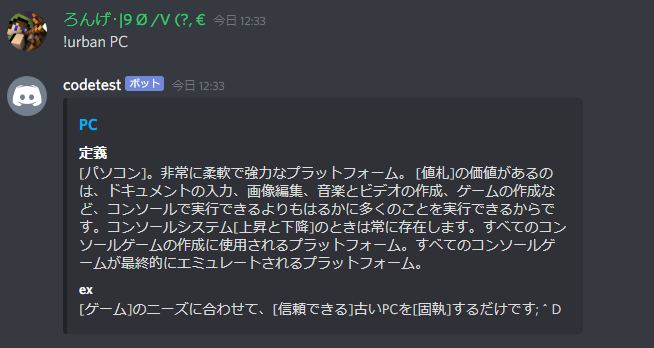 ろんげ·|9 Ø /V (?, € 今日 12:33
!urban PC
codetest ボット 今日 12:33
PC
定義
[パソコン]。非常に柔軟で強力なプラットフォーム。 [値札]の価値があるの
は、ドキュメントの入力、画像編集、音楽とビデオの作成、ゲームの作成な
ど、コンソールで実行できるよりもはるかに多くのことを実行できるからで
す。コンソールシステム[上昇と下降]のときは常に存在します。すべてのコン
ソールゲームの作成に使用されるプラットフォーム。すべてのコンソールゲ
ームが最終的にエミュレートされるプラットフォーム。
ex
[ゲーム]のニーズに合わせて、[信頼できる]古いPCを[固執]するだけです; ^ D